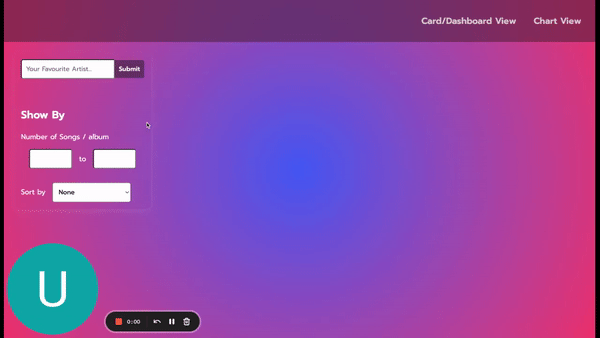 Card/Dashboard View Chart View
Your Favourite Artist..
Submit
Show By
Number of Songs / album
to
Sort by None
U
0:00